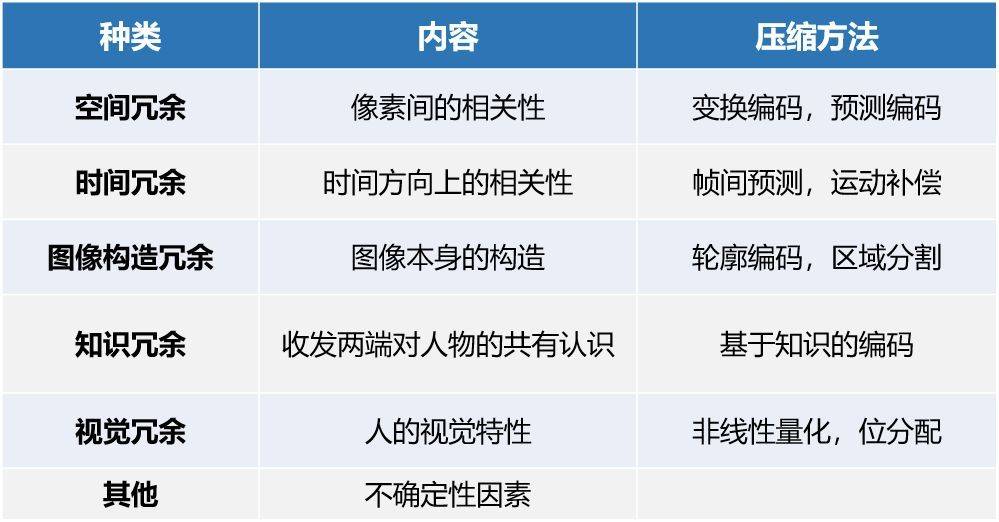 种类 内容 压缩方法
空间冗余 像素间的相关性 变换编码，预测编码
时间冗余 时间方向上的相关性 帧间预测，运动补偿
图像构造冗余 图像本身的构造 轮廓编码，区域分割
知识冗余 收发两端对人物的共有认识 基于知识的编码
视觉冗余 人的视觉特性 非线性量化，位分配
其他 不确定性因素